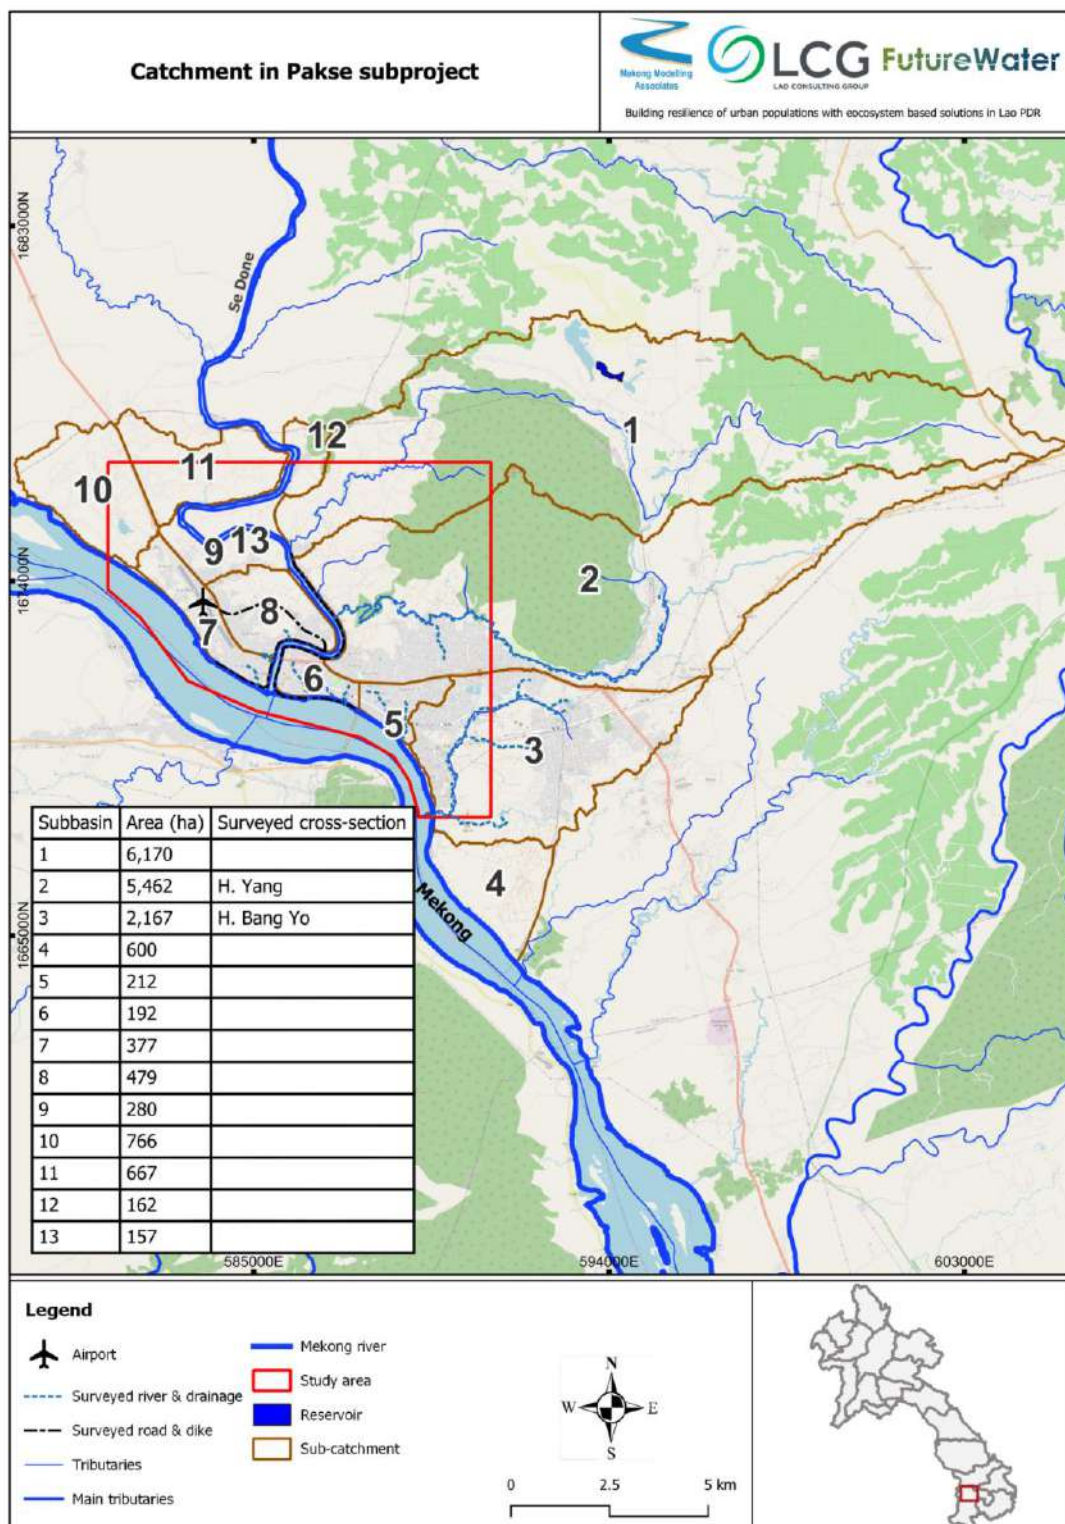 Catchment in Pakse subproject
Mekong Modelling
Associates
LCG
LAO CONSULTING GROUP
FutureWater
Building resilience of urban populations with eocosystem based solutions in Lao PDR
1683000N
1674000N
1665000N
Se Done
1
12
11
10
9
13
2
8
7
6
5
3
4
Mekong
Subbasin Area (ha) Surveyed cross-section
1 6,170
2 5,462 H. Yang
3 2,167 H. Bang Yo
4 600
5 212
6 192
7 377
8 479
9 280
10 766
11 667
12 162
13 157
585000E
594000E
603000E
Legend
Airport
Surveyed river & drainage
Surveyed road & dike
Tributaries
Main tributaries
Mekong river
Study area
Reservoir
Sub-catchment
N
W E
S
0 2.5 5 km